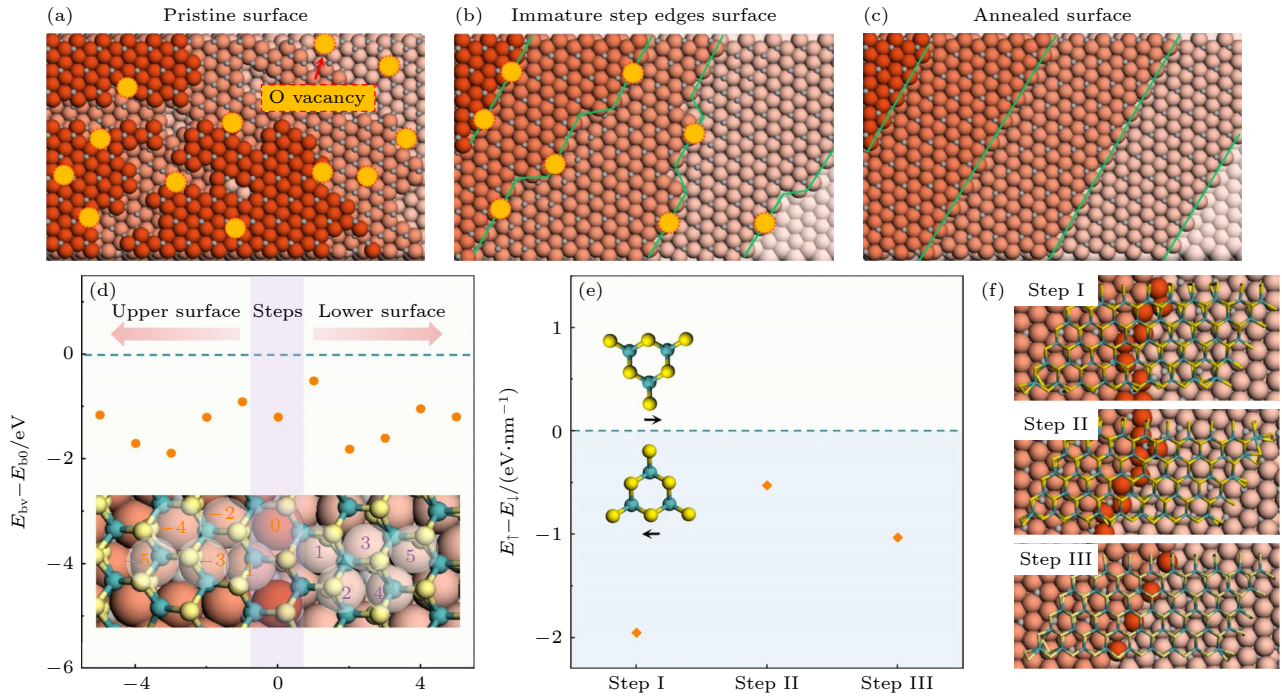 (a) Pristine surface
O vacancy
(b) Immature step edges surface
(c) Annealed surface
(d)
Upper surface Steps Lower surface
0
−2
−4
−6
E_bv−E_b0/eV
−4 0 4
−2 0
−4 1 3
−5 −3 1 5
2 4
(e)
1
0
−1
−2
E↑−E↓/(eV·nm⁻¹)
Step I Step II Step III
(f)
Step I
Step II
Step III